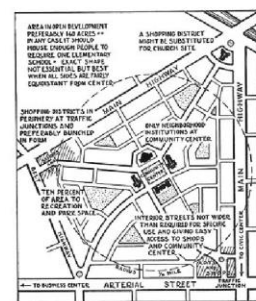 AREA IN OPEN DEVELOPMENT
PREFERABLY 160 ACRES **
IN ANY CASE IT SHOULD
HOUSE ENOUGH PEOPLE TO
REQUIRE ONE ELEMENTARY
SCHOOL * EXACT SHAPE
NOT ESSENTIAL BUT BEST
WHEN ALL SIDES ARE FAIRLY
EQUIDISTANT FROM CENTER
A SHOPPING DISTRICT
MIGHT BE SUBSTITUTED
FOR CHURCH SITE
MAIN HIGHWAY
HIGHWAY
MAIN
SHOPPING DISTRICTS IN
PERIPHERY AT TRAFFIC
JUNCTIONS AND
PREFERABLY BUNCHED
IN FORM
ONLY NEIGHBORHOOD
INSTITUTIONS AT
COMMUNITY CENTER
CENTER
TEN PERCENT
OF AREA TO
RECREATION
AND PARK SPACE
INTERIOR STREETS NOT WIDER
THAN REQUIRED FOR SPECIFIC
USE AND GIVING EASY
ACCESS TO SHOPS
AND COMMUNITY
CENTER
TO CIVIC CENTER
RADIUS
TRAFFIC
JUNCTION
TO BUSINESS CENTER
ARTERIAL STREET